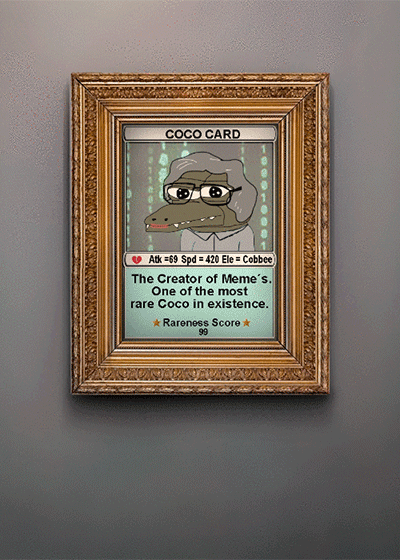 COCO CARD
Atk =69 Spd = 420 Ele = Cobbee
The Creator of Meme´s.
One of the most
rare Coco in existence.
Rareness Score
99